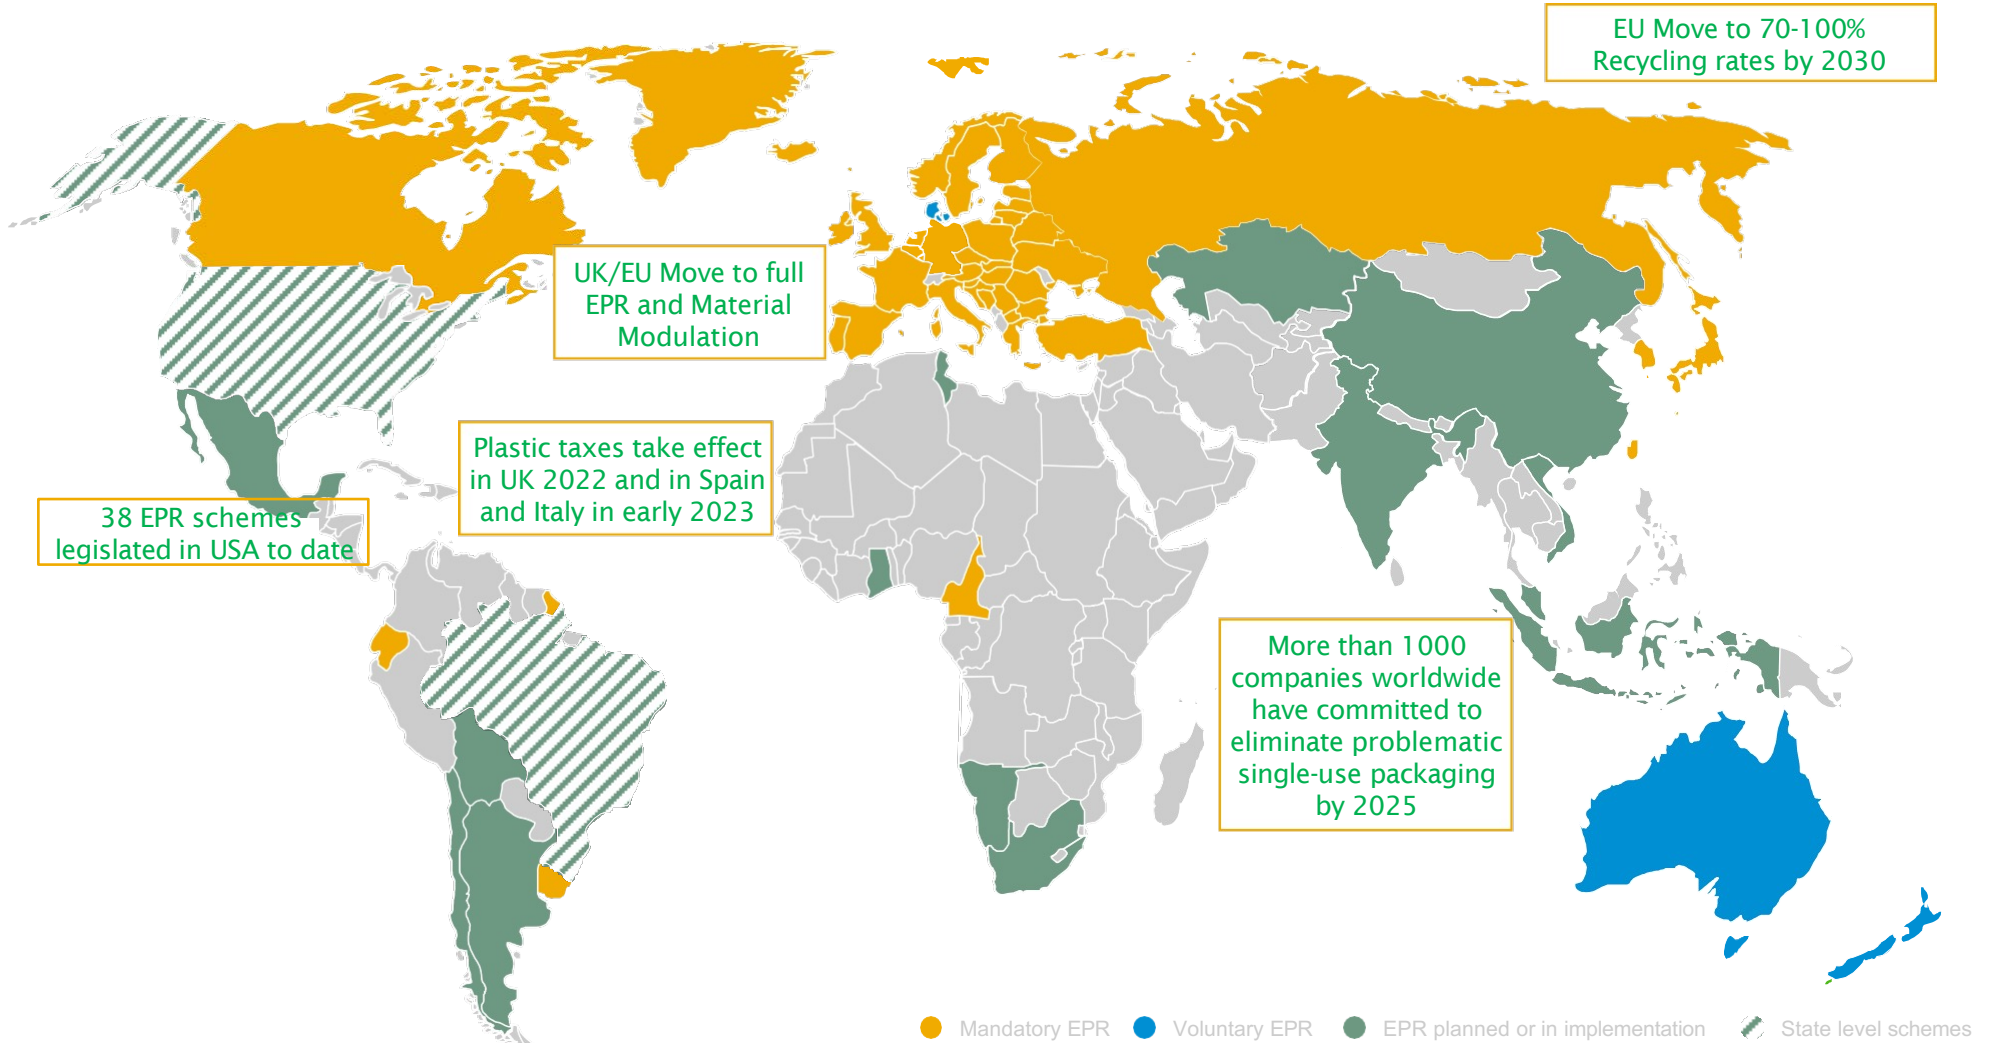 EU Move to 70-100%
Recycling rates by 2030
UK/EU Move to full
EPR and Material
Modulation
Plastic taxes take effect
in UK 2022 and in Spain
and Italy in early 2023
38 EPR schemes
legislated in USA to date
More than 1000
companies worldwide
have committed to
eliminate problematic
single-use packaging
by 2025
Mandatory EPR
Voluntary EPR
EPR planned or in implementation
State level schemes